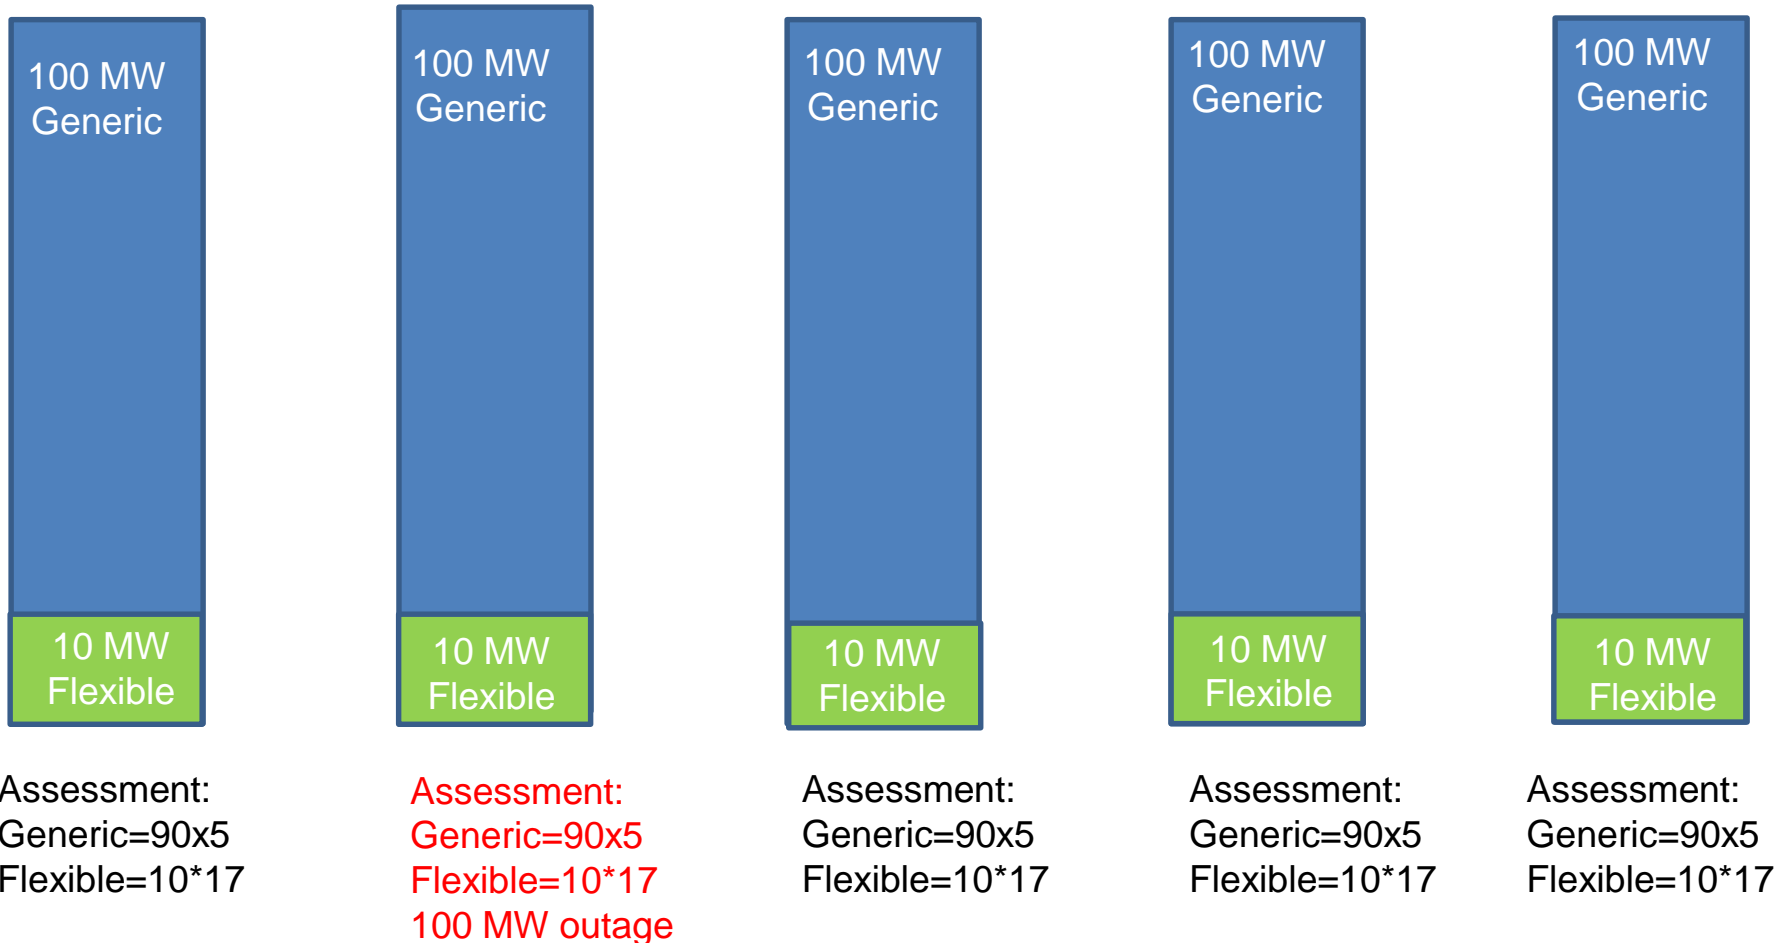 100 MW
Generic
100 MW
Generic
100 MW
Generic
100 MW
Generic
100 MW
Generic
10 MW
Flexible
10 MW
Flexible
10 MW
Flexible
10 MW
Flexible
10 MW
Flexible
Assessment:
Generic=90x5
Flexible=10*17
Assessment:
Generic=90x5
Flexible=10*17
100 MW outage
Assessment:
Generic=90x5
Flexible=10*17
Assessment:
Generic=90x5
Flexible=10*17
Assessment:
Generic=90x5
Flexible=10*17